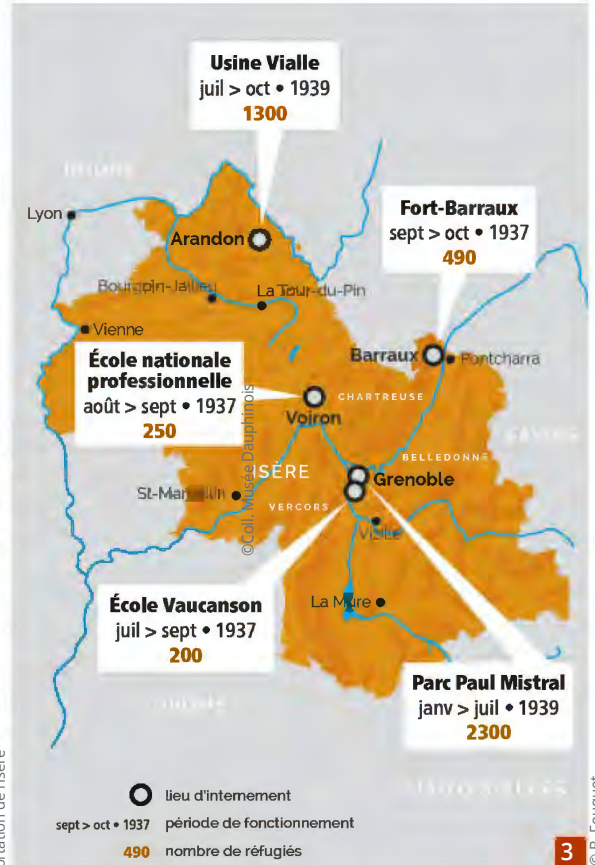 Usine Vialle
juil > oct • 1939
1300
Lyon
Arandon
Fort-Barraux
sept > oct • 1937
490
Bourgoin-Jallieu
La Tour-du-Pin
Vienne
Barraux
Pontcharra
École nationale
professionnelle
août > sept • 1937
250
CHARTREUSE
Voiron
©Coll. Musée Dauphinois
ISÈRE
BELLEDONNE
Grenoble
St-Marcellin
VERCORS
Vizille
École Vaucanson
juil > sept • 1937
200
La Mure
Parc Paul Mistral
janv > juil • 1939
2300
lieu d'internement
sept > oct • 1937 période de fonctionnement
490 nombre de réfugiés
3